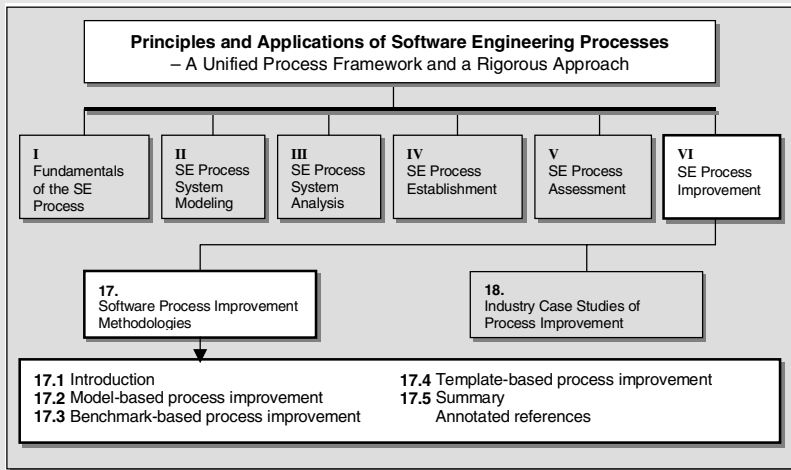 Principles and Applications of Software Engineering Processes
– A Unified Process Framework and a Rigorous Approach
I
Fundamentals
of the SE
Process
II
SE Process
System
Modeling
III
SE Process
System
Analysis
IV
SE Process
Establishment
V
SE Process
Assessment
VI
SE Process
Improvement
17.
Software Process Improvement
Methodologies
18.
Industry Case Studies of
Process Improvement
17.1 Introduction
17.2 Model-based process improvement
17.3 Benchmark-based process improvement
17.4 Template-based process improvement
17.5 Summary
Annotated references